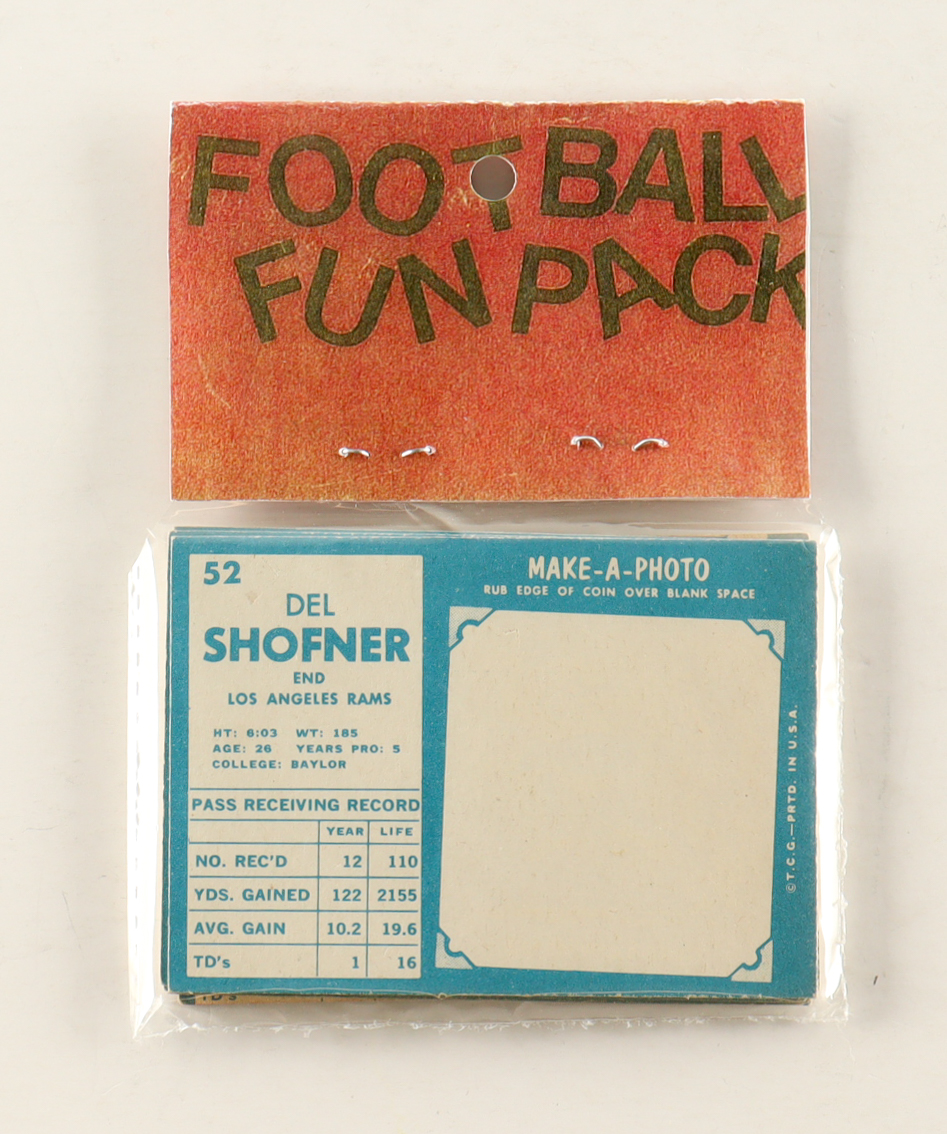 FOOTBALL
FUN PACK
52
DEL
SHOFNER
END
LOS ANGELES RAMS
HT: 6:03 WT: 185
AGE: 26 YEARS PRO: 5
COLLEGE: BAYLOR
PASS RECEIVING RECORD
YEAR LIFE
NO. REC'D 12 110
YDS. GAINED 122 2155
AVG. GAIN 10.2 19.6
TD's 1 16
MAKE-A-PHOTO
RUB EDGE OF COIN OVER BLANK SPACE
©T.C.G.—PRTD. IN U.S.A.
TD's